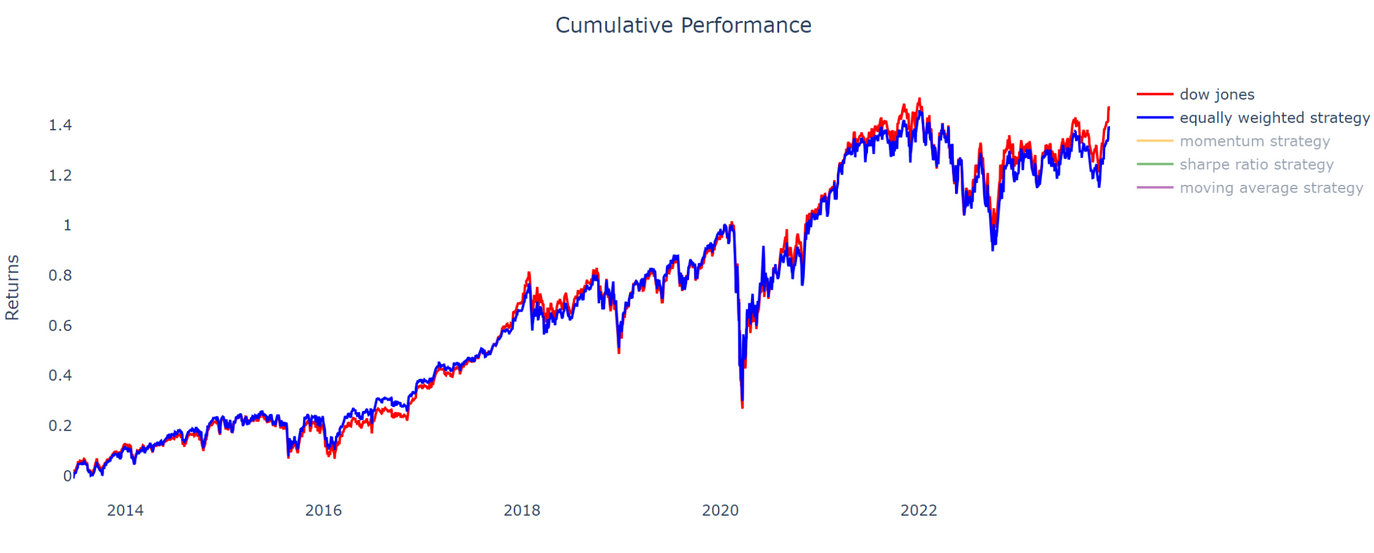 Cumulative Performance
dow jones
equally weighted strategy
momentum strategy
sharpe ratio strategy
moving average strategy
Returns
1.4
1.2
1
0.8
0.6
0.4
0.2
0
2014
2016
2018
2020
2022